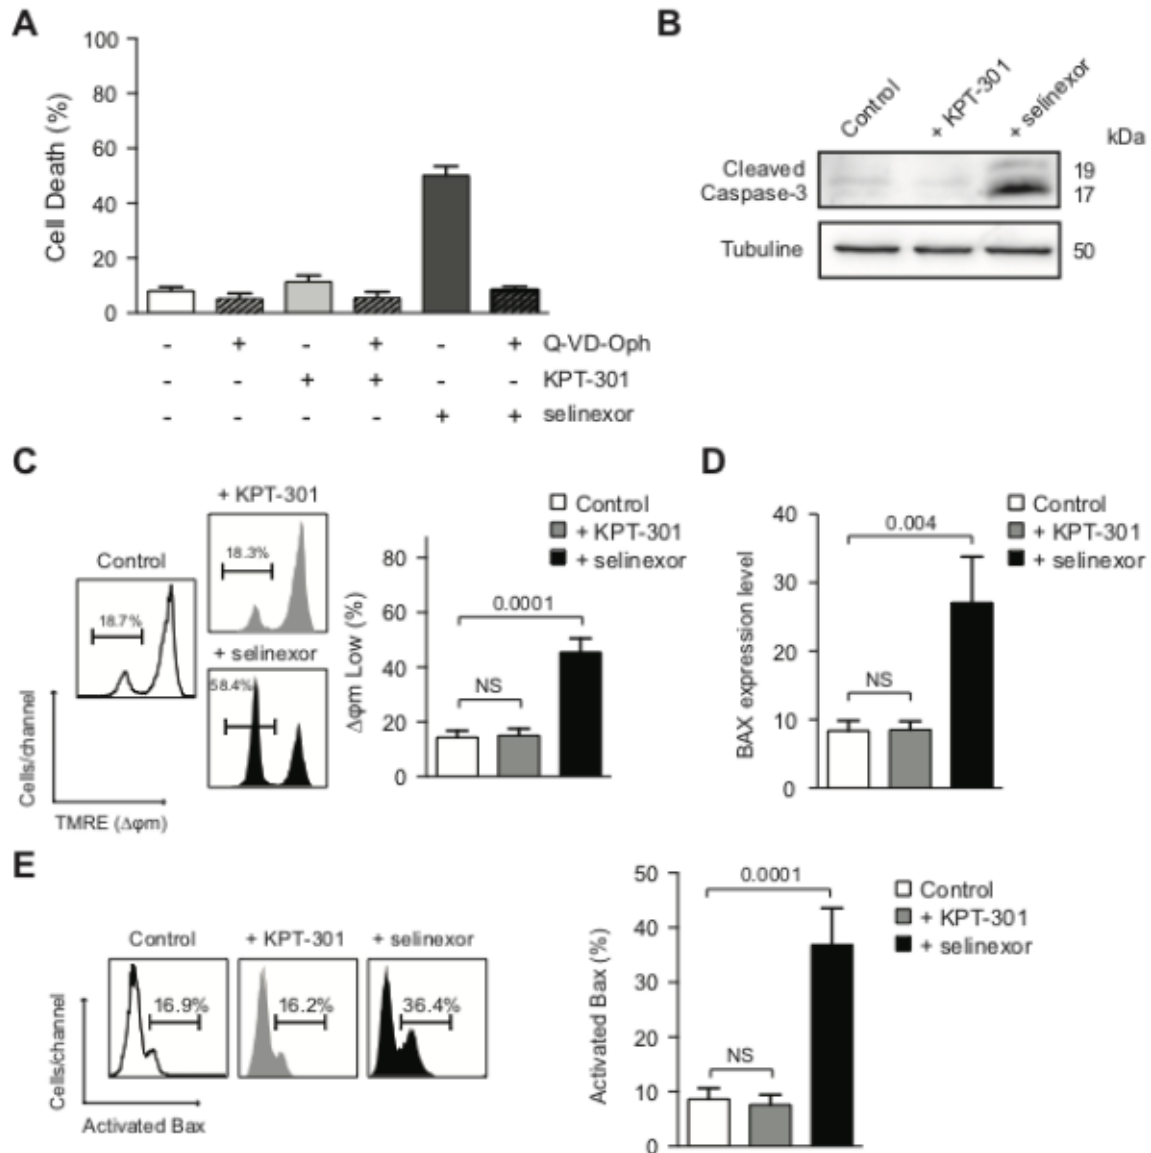 A
Cell Death (%)
100
80
60
40
20
0
- + - + - + Q-VD-Oph
- - + + - - KPT-301
- - - - + + selinexor
B
Control
+ KPT-301
+ selinexor
kDa
Cleaved
Caspase-3
19
17
Tubuline
50
C
Control
18.7%
+ KPT-301
18.3%
+ selinexor
58.4%
Cells/channel
TMRE (Δφm)
Δφm Low (%)
80
60
40
20
0
0.0001
NS
Control
+ KPT-301
+ selinexor
D
BAX expression level
40
30
20
10
0
0.004
NS
Control
+ KPT-301
+ selinexor
E
Control
16.9%
+ KPT-301
16.2%
+ selinexor
36.4%
Cells/channel
Activated Bax
Activated Bax (%)
50
40
30
20
10
0
0.0001
NS
Control
+ KPT-301
+ selinexor